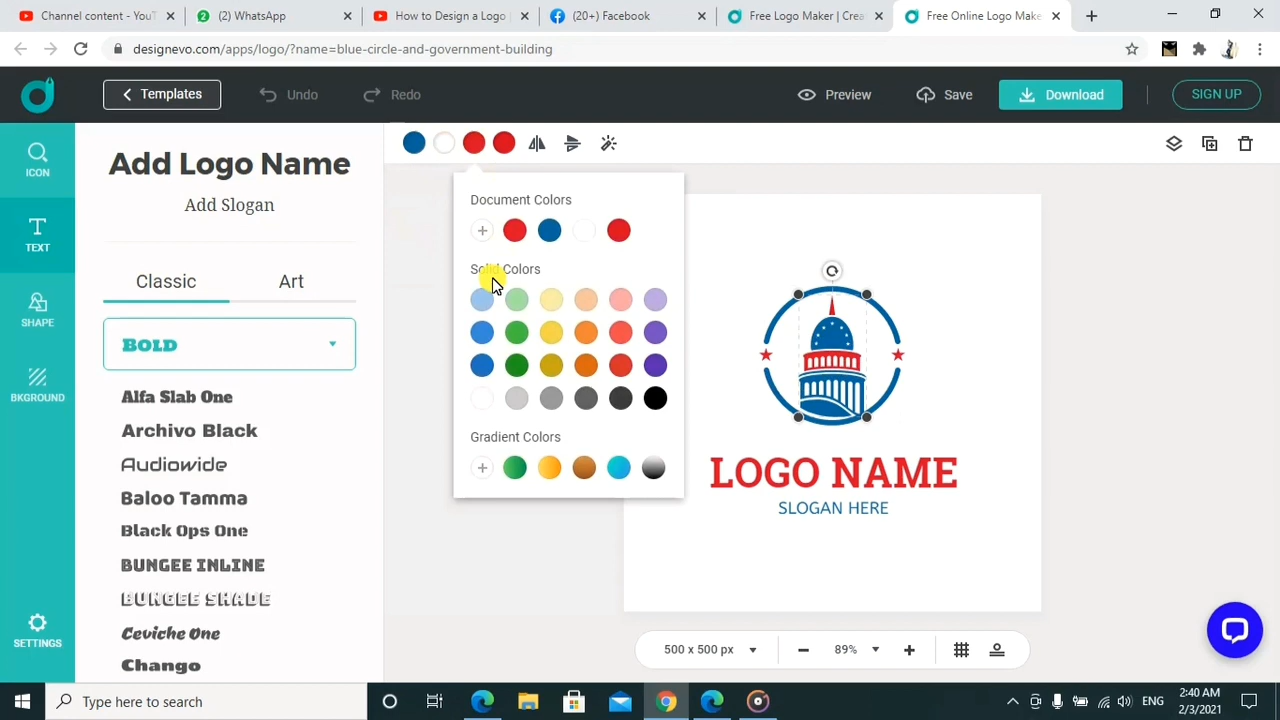 Channel content - YouT
(2) WhatsApp
How to Design a Logo
(20+) Facebook
Free Logo Maker | Crea
Free Online Logo Make
designevo.com/apps/logo/?name=blue-circle-and-government-building
Templates
Undo
Redo
Preview
Save
Download
SIGN UP
ICON
TEXT
SHAPE
BKGROUND
SETTINGS
Add Logo Name
Add Slogan
Classic
Art
BOLD
Alfa Slab One
Archivo Black
Audiowide
Baloo Tamma
Black Ops One
BUNGEE INLINE
BUNGEE SHADE
Ceviche One
Chango
Document Colors
Solid Colors
Gradient Colors
LOGO NAME
SLOGAN HERE
500 x 500 px
89%
Type here to search
ENG
2:40 AM
2/3/2021